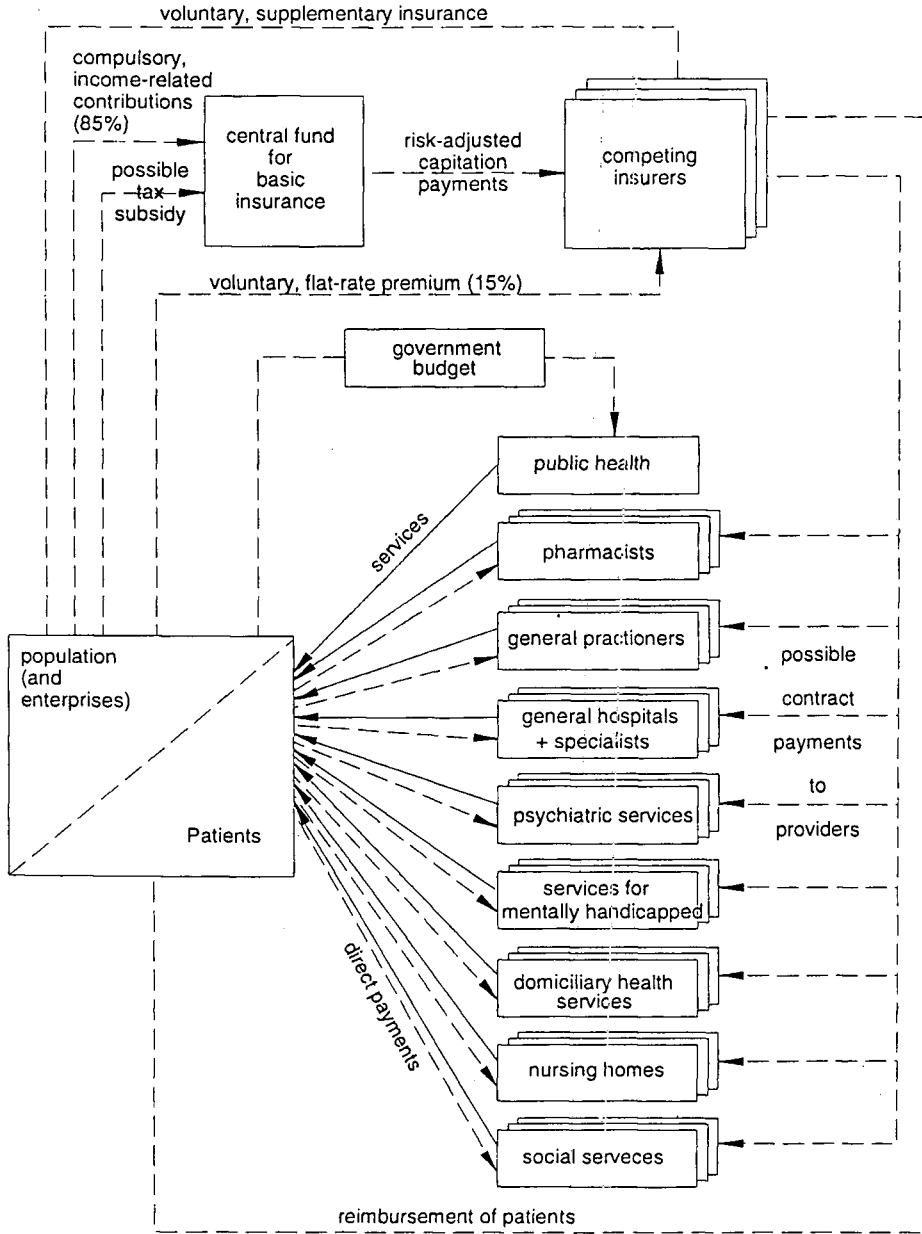 voluntary, supplementary insurance
compulsory,
income-related
contributions
(85%)
possible
tax
subsidy
central fund
for
basic
insurance
risk-adjusted
capitation
payments
competing
insurers
voluntary, flat-rate premium (15%)
government
budget
public health
services
pharmacists
general practioners
general hospitals
+ specialists
psychiatric services
services for
mentally handicapped
domiciliary health
services
nursing homes
social serveces
possible
contract
payments
to
providers
population
(and
enterprises)
Patients
direct payments
reimbursement of patients